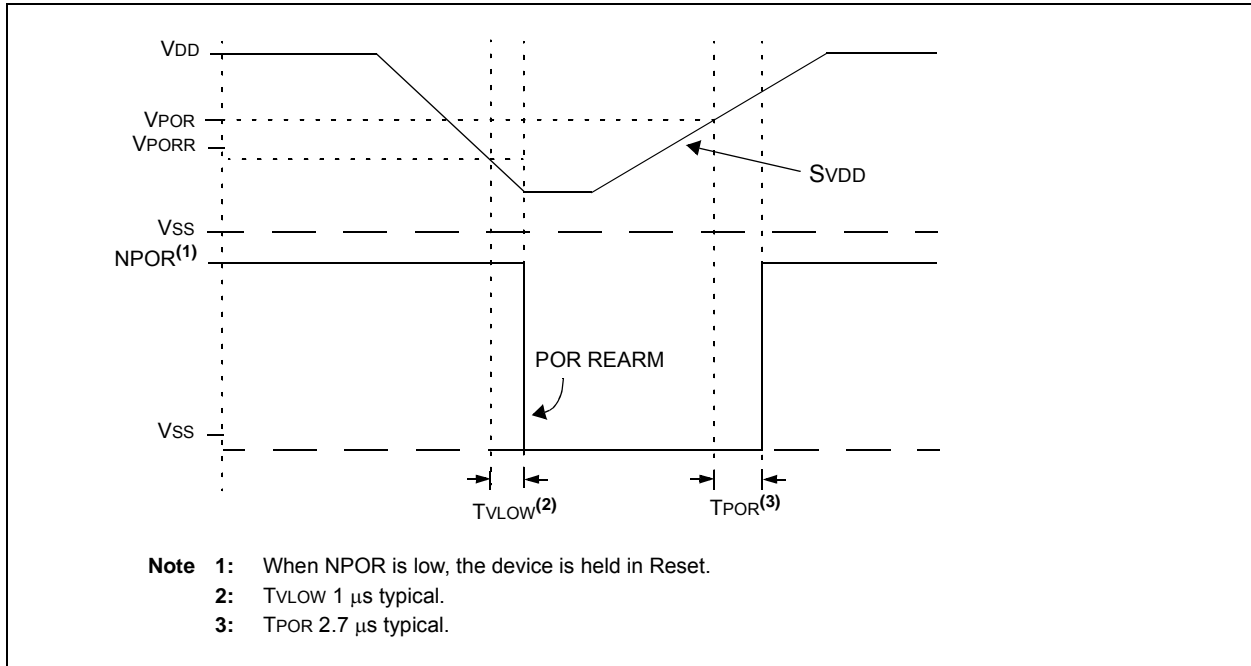 VDD
VPOR
VPORR
SVDD
VSS
NPOR(1)
POR REARM
VSS
TVLOW(2)
TPOR(3)
Note 1: When NPOR is low, the device is held in Reset.
2: TVLOW 1 μs typical.
3: TPOR 2.7 μs typical.